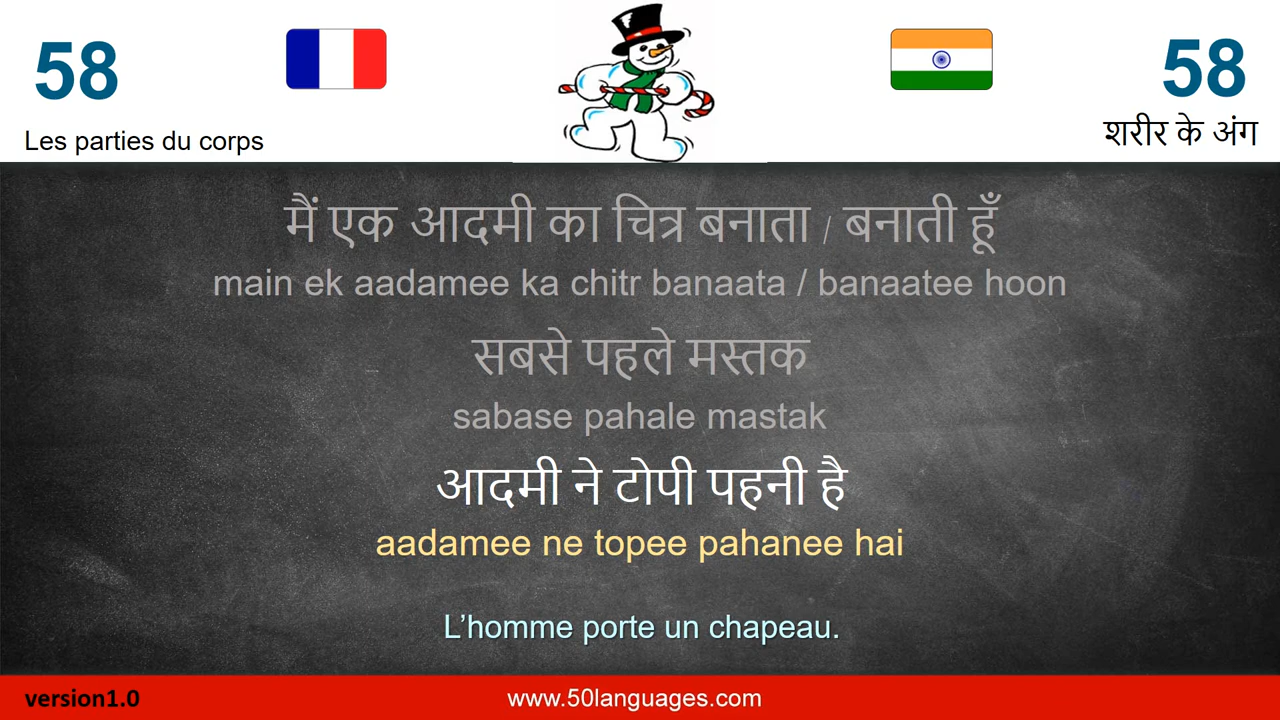 58
58
Les parties du corps
शरीर के अंग
मैं एक आदमी का चित्र बनाता / बनाती हूँ
main ek aadamee ka chitr banaata / banaatee hoon
सबसे पहले मस्तक
sabase pahale mastak
आदमी ने टोपी पहनी है
aadamee ne topee pahanee hai
L’homme porte un chapeau.
version1.0
www.50languages.com